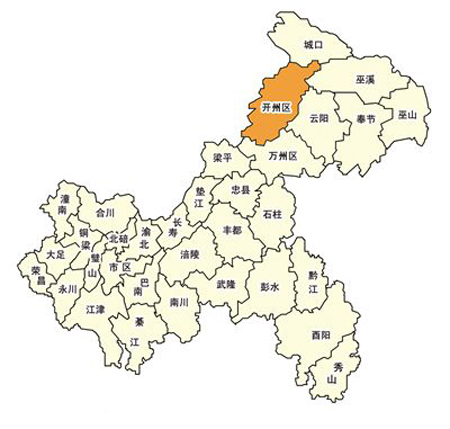 城口
巫溪
开州区
云阳
奉节
巫山
万州区
梁平
忠县
垫江
石柱
潼南
合川
长寿
丰都
铜梁
北碚
渝北
大足
璧山
市区
涪陵
荣昌
永川
巴南
武隆
彭水
黔江
江津
南川
綦江
酉阳
秀山